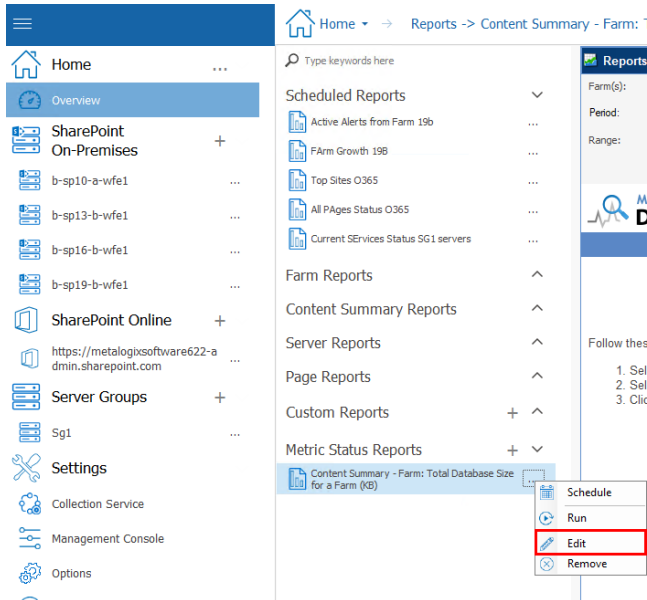 Home
Reports -> Content Summary - Farm:
Home
...
Type keywords here
Reports
Overview
Scheduled Reports
Farm(s):
SharePoint
On-Premises
+
Active Alerts from Farm 19b
...
Period:
FArm Growth 19B
...
Range:
b-sp10-a-wfe1
...
Top Sites O365
...
b-sp13-b-wfe1
...
All PAges Status O365
...
b-sp16-b-wfe1
...
Current SErvices Status SG1 servers
...
b-sp19-b-wfe1
...
Farm Reports
SharePoint Online
+
Content Summary Reports
https://metalogixsoftware622-a
dmin.sharepoint.com
...
Server Reports
Follow thes
Page Reports
1. Sel
2. Sel
3. Clic
Server Groups
+
Custom Reports
+
Sg1
...
Metric Status Reports
+
Settings
Content Summary - Farm: Total Database Size
for a Farm (KB)
...
Collection Service
Schedule
Run
Management Console
Edit
Remove
Options